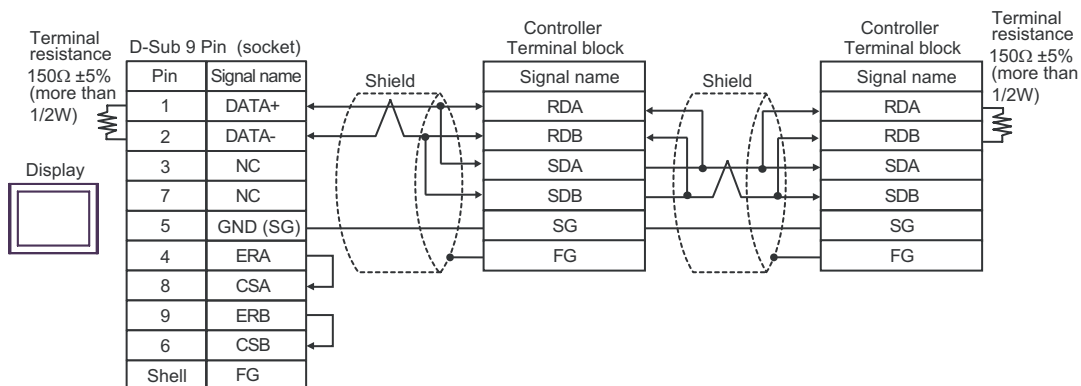 Terminal
resistance
150Ω ±5%
(more than
1/2W)
Display
D-Sub 9 Pin (socket)
Pin Signal name
1 DATA+
2 DATA-
3 NC
7 NC
5 GND (SG)
4 ERA
8 CSA
9 ERB
6 CSB
Shell FG
Shield
Controller
Terminal block
Signal name
RDA
RDB
SDA
SDB
SG
FG
Shield
Controller
Terminal block
Signal name
RDA
RDB
SDA
SDB
SG
FG
Terminal
resistance
150Ω ±5%
(more than
1/2W)